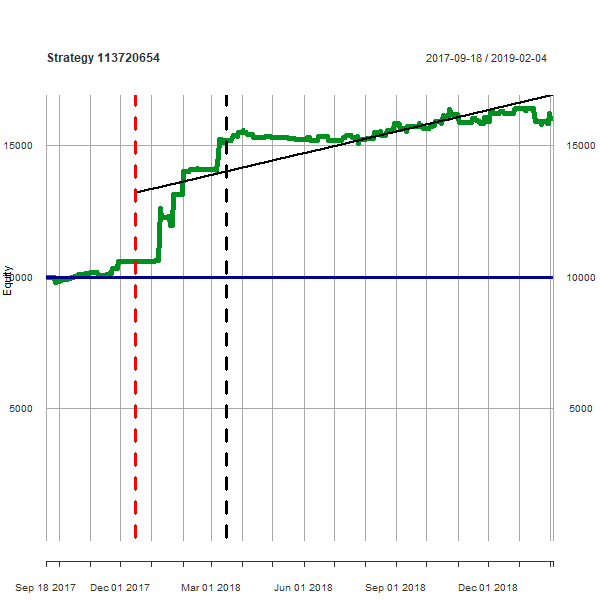 Strategy 113720654
2017-09-18 / 2019-02-04
15000
15000
Equity
10000
10000
5000
5000
Sep 18 2017
Dec 01 2017
Mar 01 2018
Jun 01 2018
Sep 01 2018
Dec 01 2018